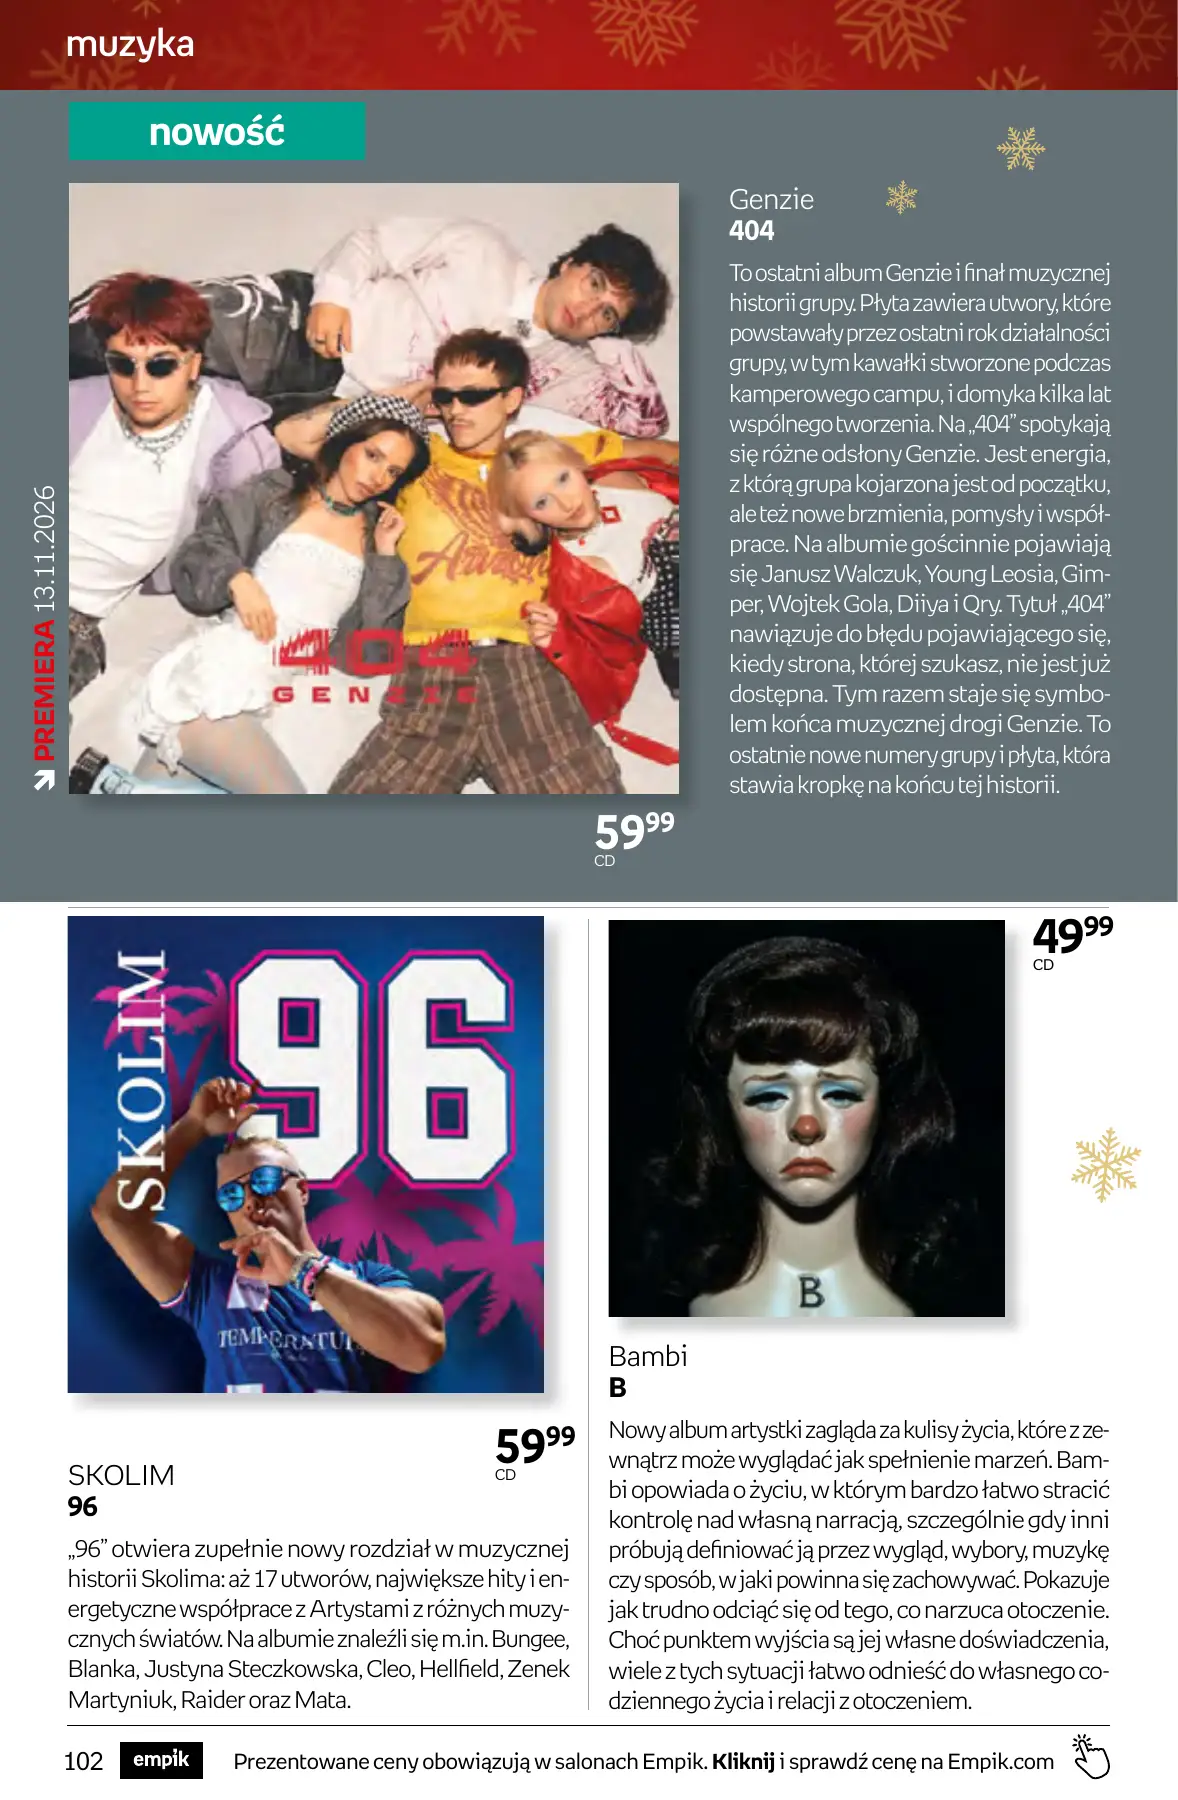 muzyka
nowość
PREMIERA 13.11.2026
404
GENZIE
59⁹⁹
CD
Genzie
404
To ostatni album Genzie i finał muzycznej
historii grupy. Płyta zawiera utwory, które
powstawały przez ostatni rok działalności
grupy, w tym kawałki stworzone podczas
kamperowego campu, i domyka kilka lat
wspólnego tworzenia. Na „404” spotykają
się różne odsłony Genzie. Jest energia,
z którą grupa kojarzona jest od początku,
ale też nowe brzmienia, pomysły i współ-
prace. Na albumie gościnnie pojawiają
się Janusz Walczuk, Young Leosia, Gim-
per, Wojtek Gola, Diiya i Qry. Tytuł „404”
nawiązuje do błędu pojawiającego się,
kiedy strona, której szukasz, nie jest już
dostępna. Tym razem staje się symbo-
lem końca muzycznej drogi Genzie. To
ostatnie nowe numery grupy i płyta, która
stawia kropkę na końcu tej historii.
SKOLIM
96
59⁹⁹
CD
SKOLIM
96
„96” otwiera zupełnie nowy rozdział w muzycznej
historii Skolima: aż 17 utworów, największe hity i en-
ergetyczne współprace z Artystami z różnych muzy-
cznych światów. Na albumie znaleźli się m.in. Bungee,
Blanka, Justyna Steczkowska, Cleo, Hellfield, Zenek
Martyniuk, Raider oraz Mata.
49⁹⁹
CD
B
Bambi
B
Nowy album artystki zagląda za kulisy życia, które z ze-
wnątrz może wyglądać jak spełnienie marzeń. Bam-
bi opowiada o życiu, w którym bardzo łatwo stracić
kontrolę nad własną narracją, szczególnie gdy inni
próbują definiować ją przez wygląd, wybory, muzykę
czy sposób, w jaki powinna się zachowywać. Pokazuje
jak trudno odciąć się od tego, co narzuca otoczenie.
Choć punktem wyjścia są jej własne doświadczenia,
wiele z tych sytuacji łatwo odnieść do własnego co-
dziennego życia i relacji z otoczeniem.
102 empik Prezentowane ceny obowiązują w salonach Empik. Kliknij i sprawdź cenę na Empik.com